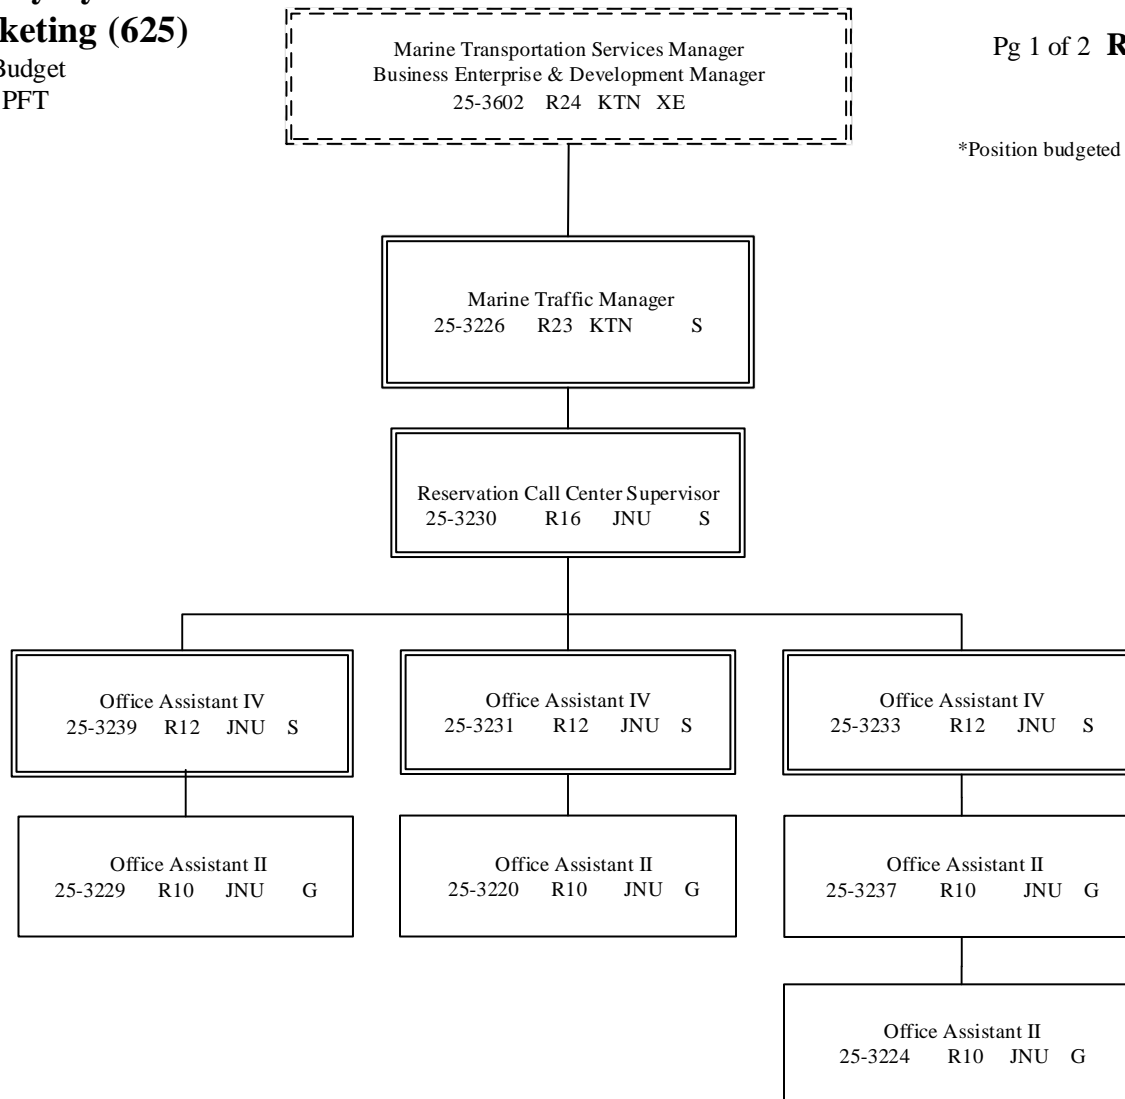 keting (625)
Budget
PFT
Pg 1 of 2 R
*Position budgeted
Marine Transportation Services Manager
Business Enterprise & Development Manager
25-3602 R24 KTN XE
Marine Traffic Manager
25-3226 R23 KTN S
Reservation Call Center Supervisor
25-3230 R16 JNU S
Office Assistant IV
25-3239 R12 JNU S
Office Assistant IV
25-3231 R12 JNU S
Office Assistant IV
25-3233 R12 JNU S
Office Assistant II
25-3229 R10 JNU G
Office Assistant II
25-3220 R10 JNU G
Office Assistant II
25-3237 R10 JNU G
Office Assistant II
25-3224 R10 JNU G